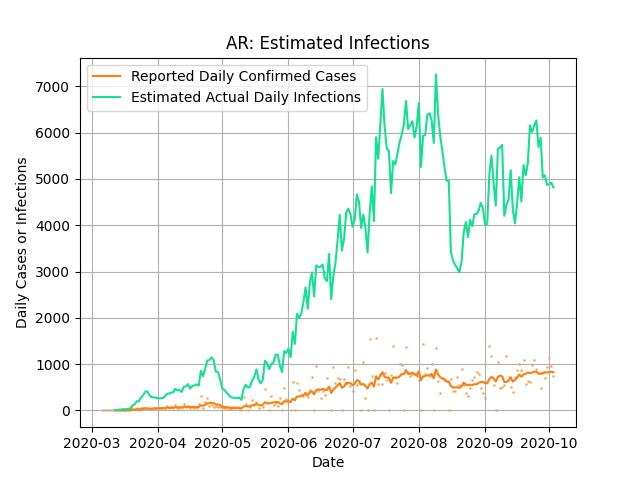 AR: Estimated Infections
Reported Daily Confirmed Cases
Estimated Actual Daily Infections
Daily Cases or Infections
7000
6000
5000
4000
3000
2000
1000
0
2020-03 2020-04 2020-05 2020-06 2020-07 2020-08 2020-09 2020-10
Date